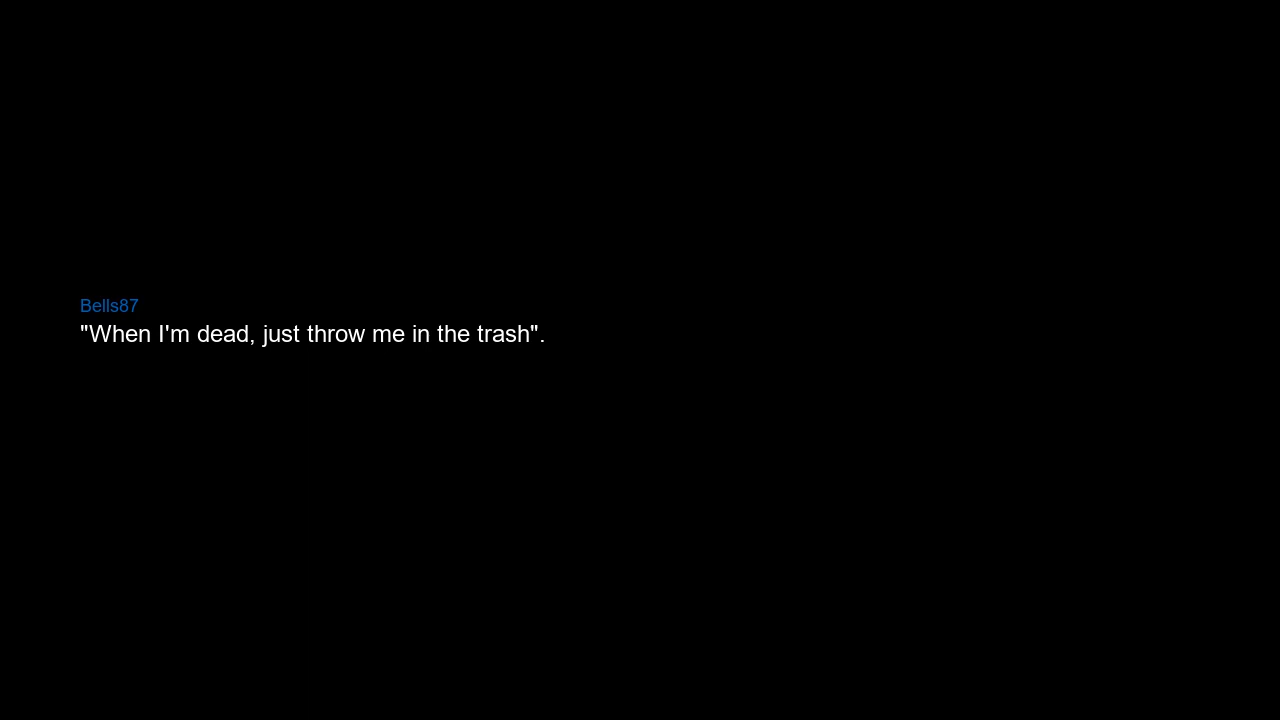 Bells87
"When I'm dead, just throw me in the trash".